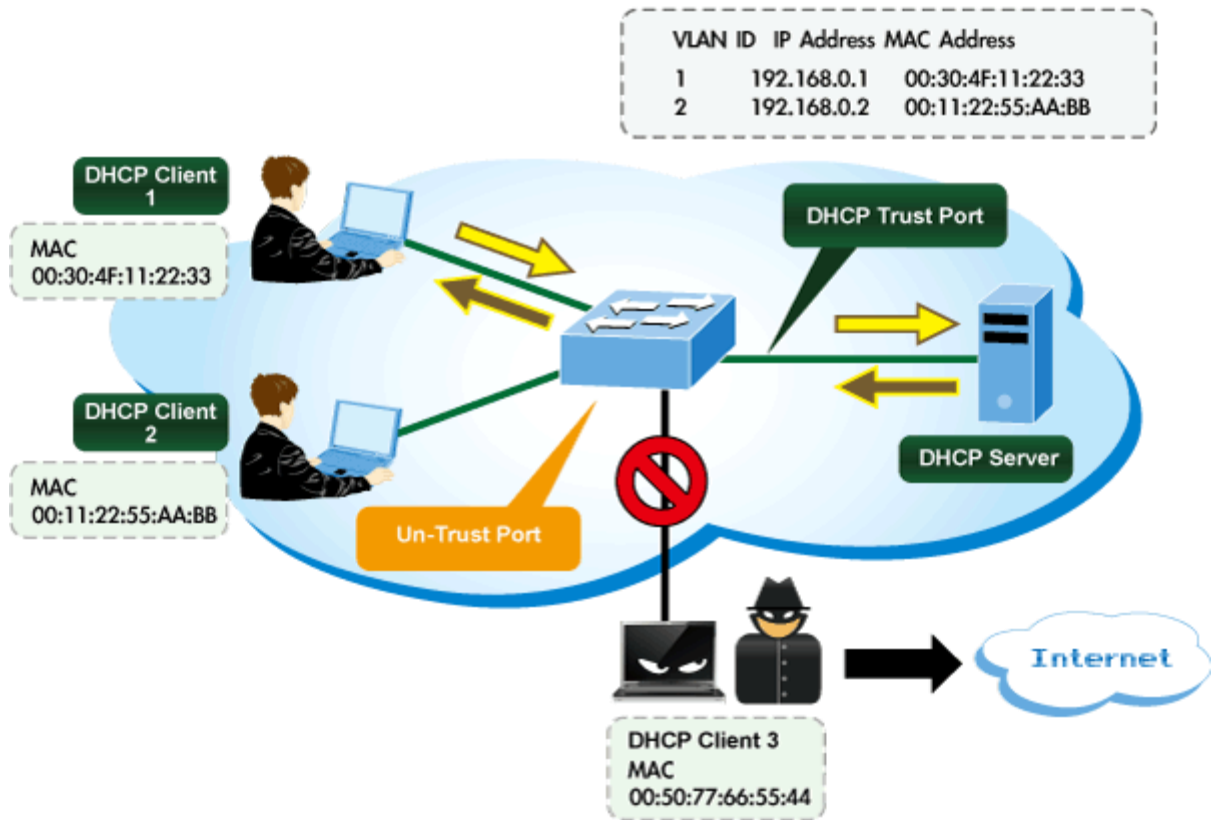 VLAN ID IP Address MAC Address
1 192.168.0.1 00:30:4F:11:22:33
2 192.168.0.2 00:11:22:55:AA:BB
DHCP Client
1
MAC
00:30:4F:11:22:33
DHCP Trust Port
DHCP Client
2
MAC
00:11:22:55:AA:BB
Un-Trust Port
DHCP Server
Internet
DHCP Client 3
MAC
00:50:77:66:55:44